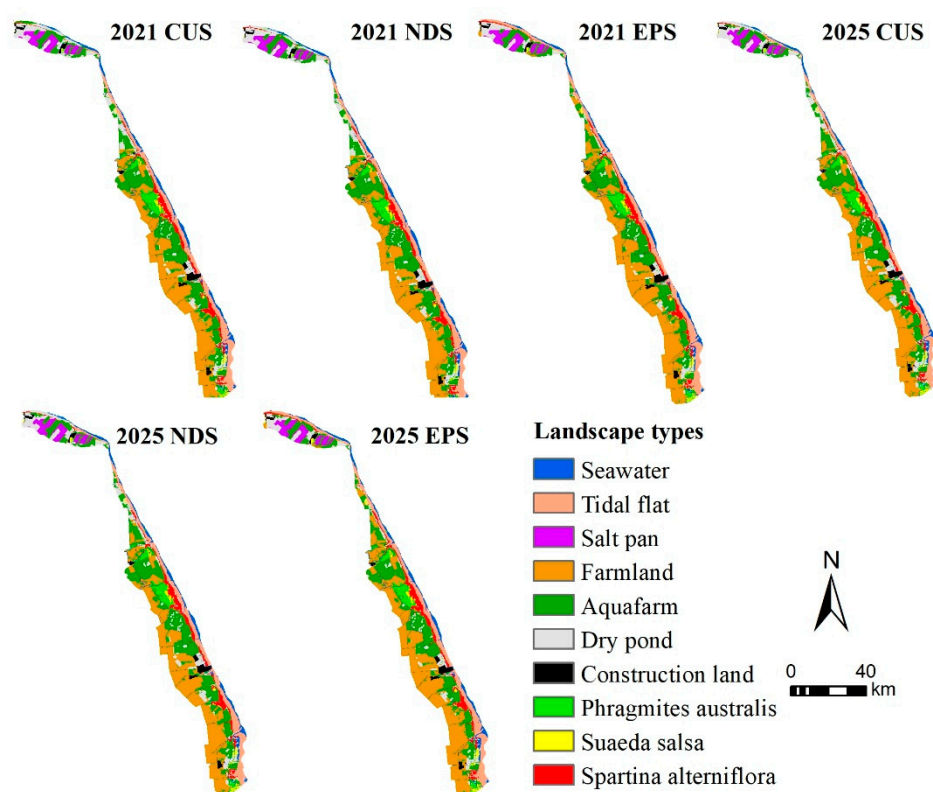 2021 CUS
2021 NDS
2021 EPS
2025 CUS
2025 NDS
2025 EPS
Landscape types
Seawater
Tidal flat
Salt pan
Farmland
Aquafarm
Dry pond
Construction land
Phragmites australis
Suaeda salsa
Spartina alterniflora
N
0 40
km